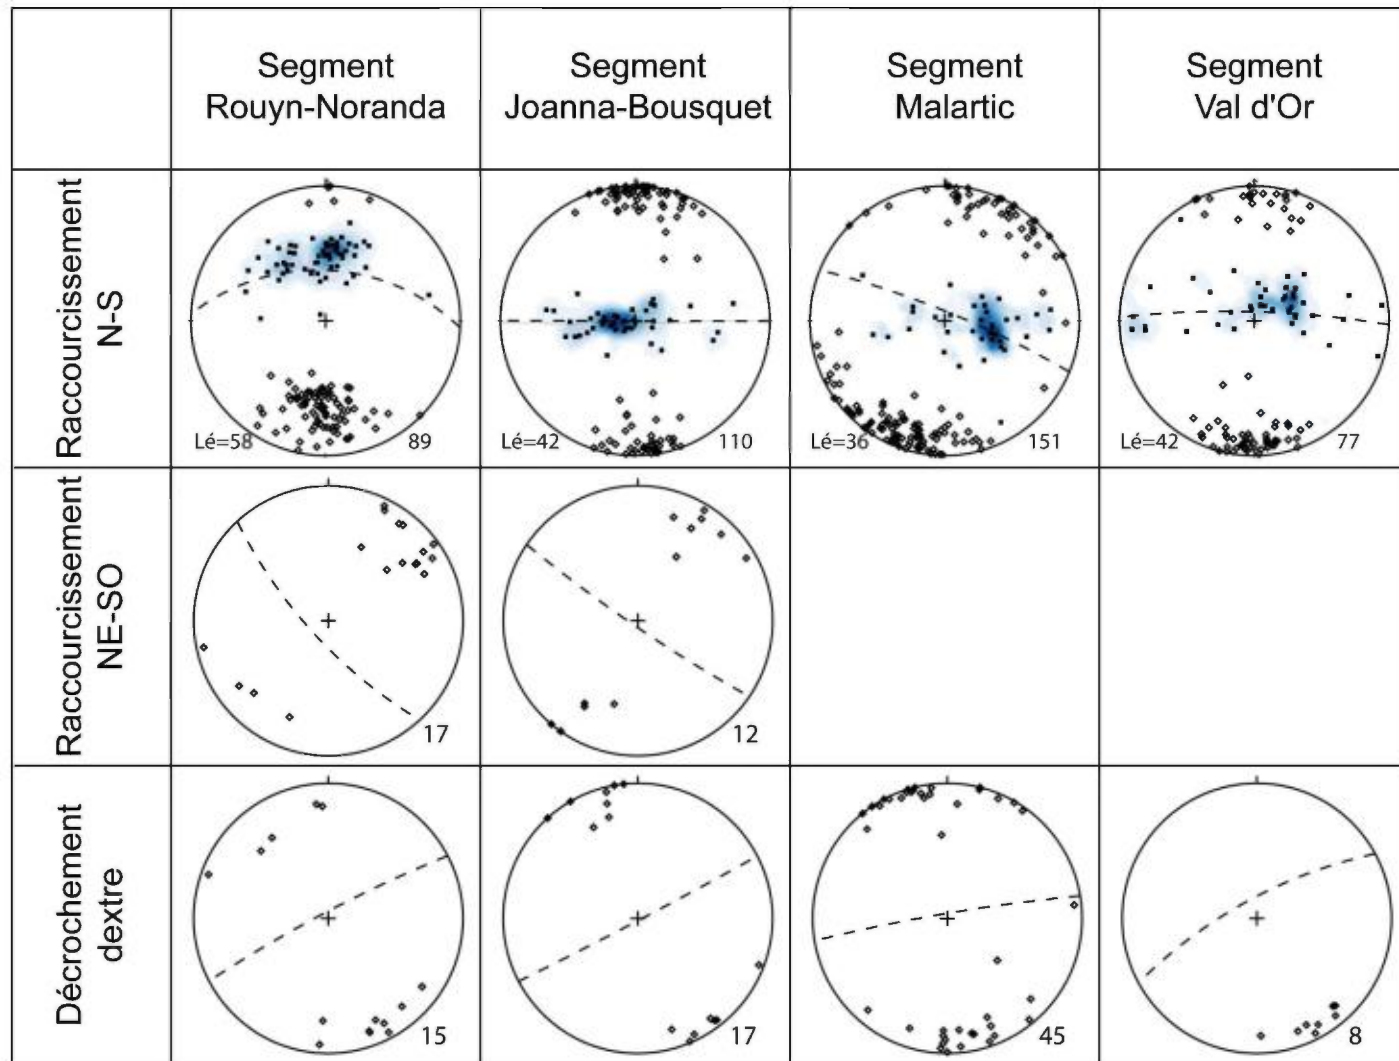 Segment
Rouyn-Noranda
Segment
Joanna-Bousquet
Segment
Malartic
Segment
Val d'Or
Raccourcissement
N-S
Lé=58
89
Lé=42
110
Lé=36
151
Lé=42
77
Raccourcissement
NE-SO
17
12
Décrochement
dextre
15
17
45
8